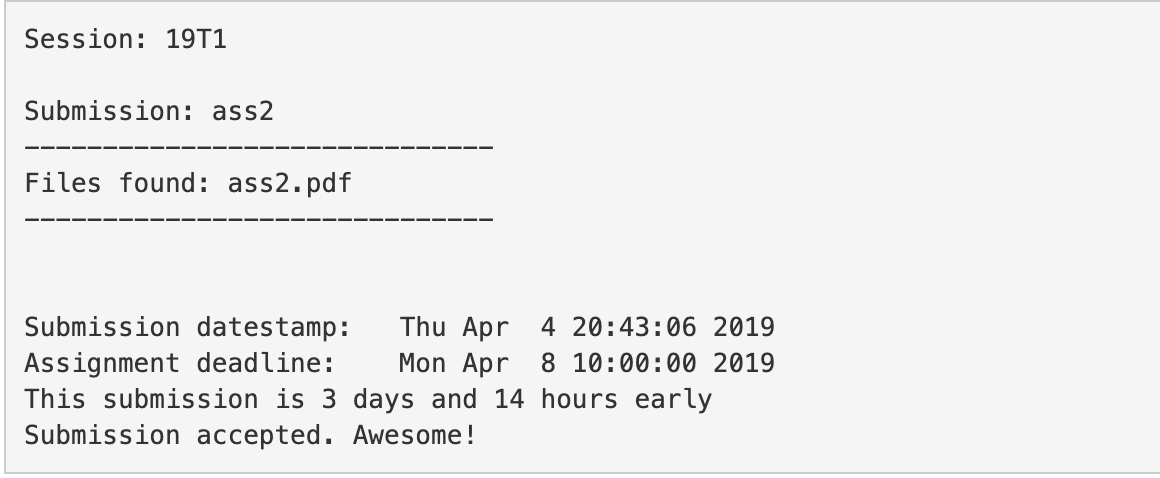 Session: 19T1
Submission: ass2
------------------------------
Files found: ass2.pdf
------------------------------
Submission datestamp:   Thu Apr  4 20:43:06 2019
Assignment deadline:    Mon Apr  8 10:00:00 2019
This submission is 3 days and 14 hours early
Submission accepted. Awesome!